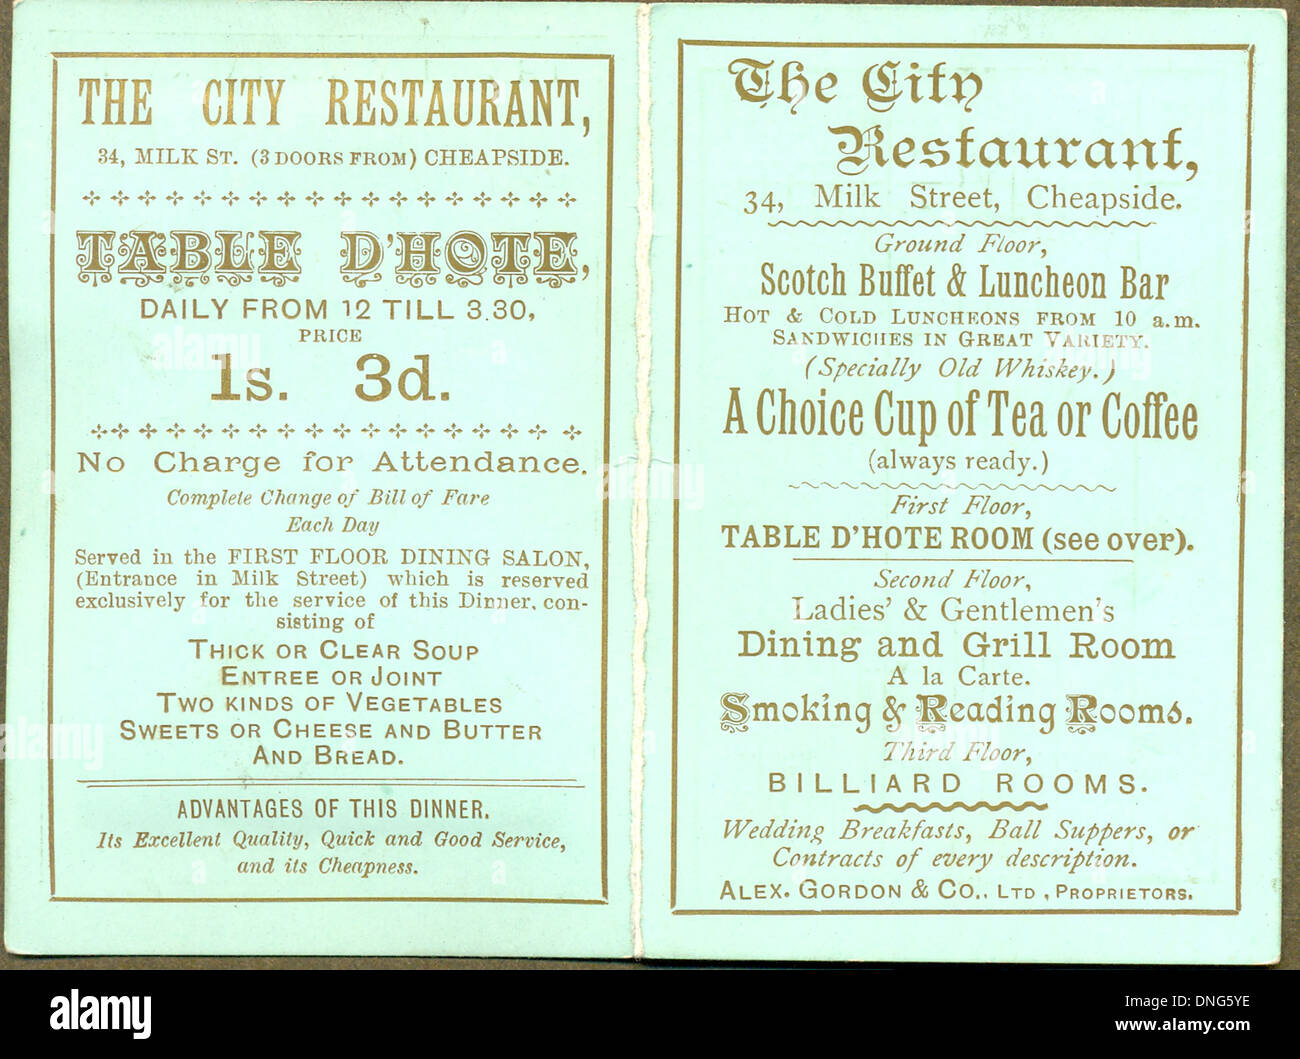 THE CITY RESTAURANT,
34, MILK ST. (3 DOORS FROM) CHEAPSIDE.
TABLE D'HOTE,
DAILY FROM 12 TILL 3.30,
PRICE
1s. 3d.
No Charge for Attendance.
Complete Change of Bill of Fare
Each Day
Served in the FIRST FLOOR DINING SALON,
(Entrance in Milk Street) which is reserved
exclusively for the service of this Dinner, con-
sisting of
THICK OR CLEAR SOUP
ENTREE OR JOINT
TWO KINDS OF VEGETABLES
SWEETS OR CHEESE AND BUTTER
AND BREAD.
ADVANTAGES OF THIS DINNER.
Its Excellent Quality, Quick and Good Service,
and its Cheapness.
The City
Restaurant,
34, Milk Street, Cheapside.
Ground Floor,
Scotch Buffet & Luncheon Bar
HOT & COLD LUNCHEONS FROM 10 a.m.
SANDWICHES IN GREAT VARIETY.
(Specially Old Whiskey.)
A Choice Cup of Tea or Coffee
(always ready.)
First Floor,
TABLE D'HOTE ROOM (see over).
Second Floor,
Ladies' & Gentlemen's
Dining and Grill Room
A la Carte.
Smoking & Reading Rooms.
Third Floor,
BILLIARD ROOMS.
Wedding Breakfasts, Ball Suppers, or
Contracts of every description.
ALEX. GORDON & CO., LTD, PROPRIETORS.
alamy
Image ID: DNG5YE
www.alamy.com